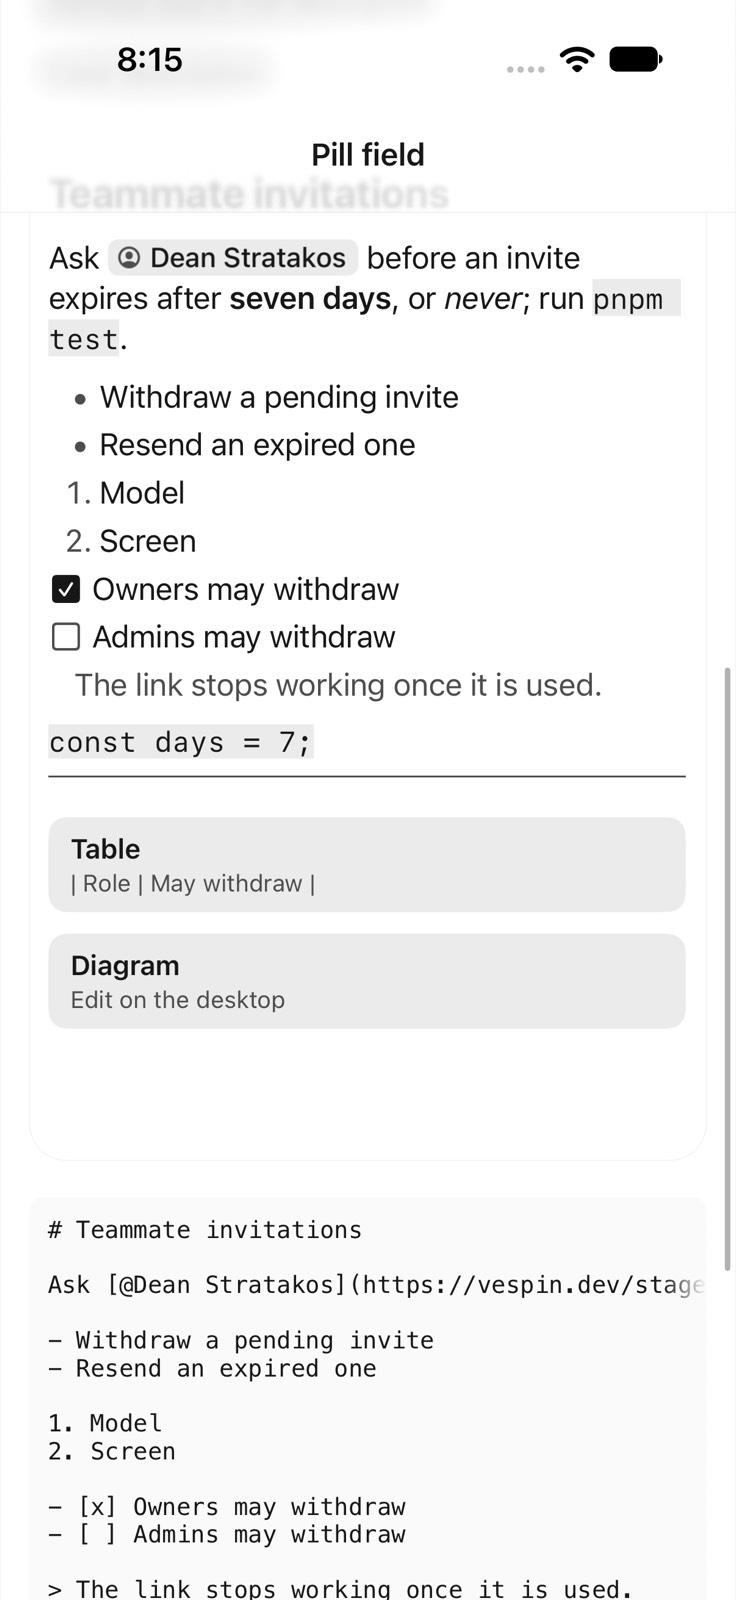 8:15
Pill field
Teammate invitations
Ask Dean Stratakos before an invite
expires after seven days, or never; run pnpm
test.
• Withdraw a pending invite
• Resend an expired one
1. Model
2. Screen
Owners may withdraw
Admins may withdraw
The link stops working once it is used.
const days = 7;
Table
| Role | May withdraw |
Diagram
Edit on the desktop
# Teammate invitations
Ask [@Dean Stratakos](https://vespin.dev/stage
- Withdraw a pending invite
- Resend an expired one
1. Model
2. Screen
- [x] Owners may withdraw
- [ ] Admins may withdraw
> The link stops working once it is used.